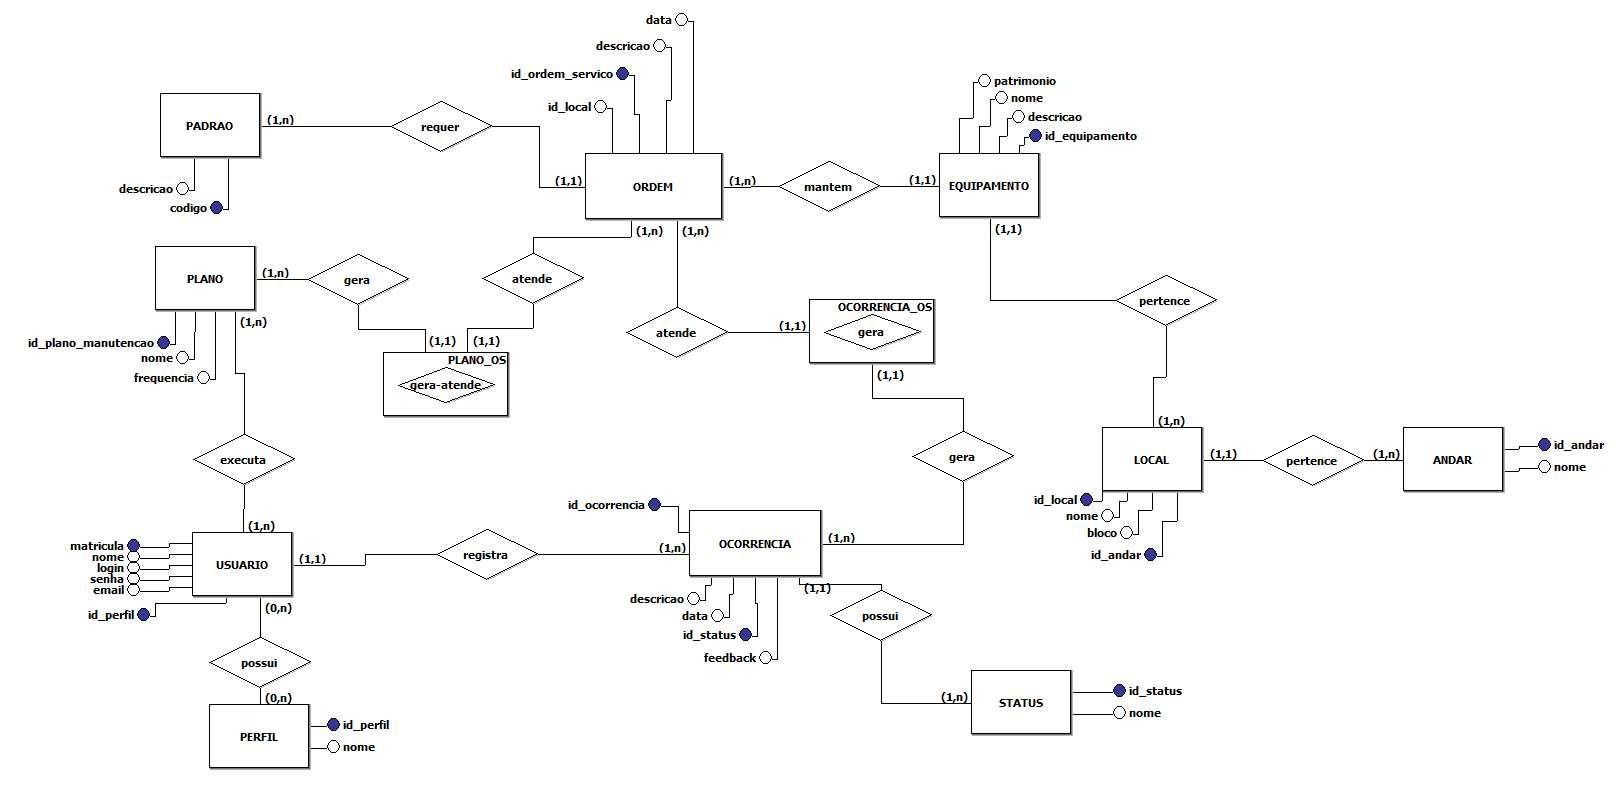 data
descricao
id_ordem_servico
id_local
patrimonio
nome
descricao
id_equipamento
PADRAO
(1,n)
requer
(1,1)
ORDEM
(1,n)
mantem
(1,1)
EQUIPAMENTO
descricao
codigo
(1,n)
(1,n)
(1,1)
PLANO
(1,n)
gera
atende
pertence
id_plano_manutencao
nome
frequencia
(1,n)
(1,1)
(1,1)
PLANO_OS
gera-atende
atende
(1,1)
OCORRENCIA_OS
gera
(1,1)
executa
gera
(1,n)
LOCAL
(1,1)
pertence
(1,n)
ANDAR
id_andar
nome
id_local
nome
bloco
id_andar
(1,n)
matricula
nome
login
senha
email
id_perfil
USUARIO
(1,1)
registra
id_ocorrencia
(1,n)
OCORRENCIA
(1,n)
descricao
data
id_status
feedback
(1,1)
possui
(0,n)
possui
(0,n)
PERFIL
id_perfil
nome
(1,n)
STATUS
id_status
nome